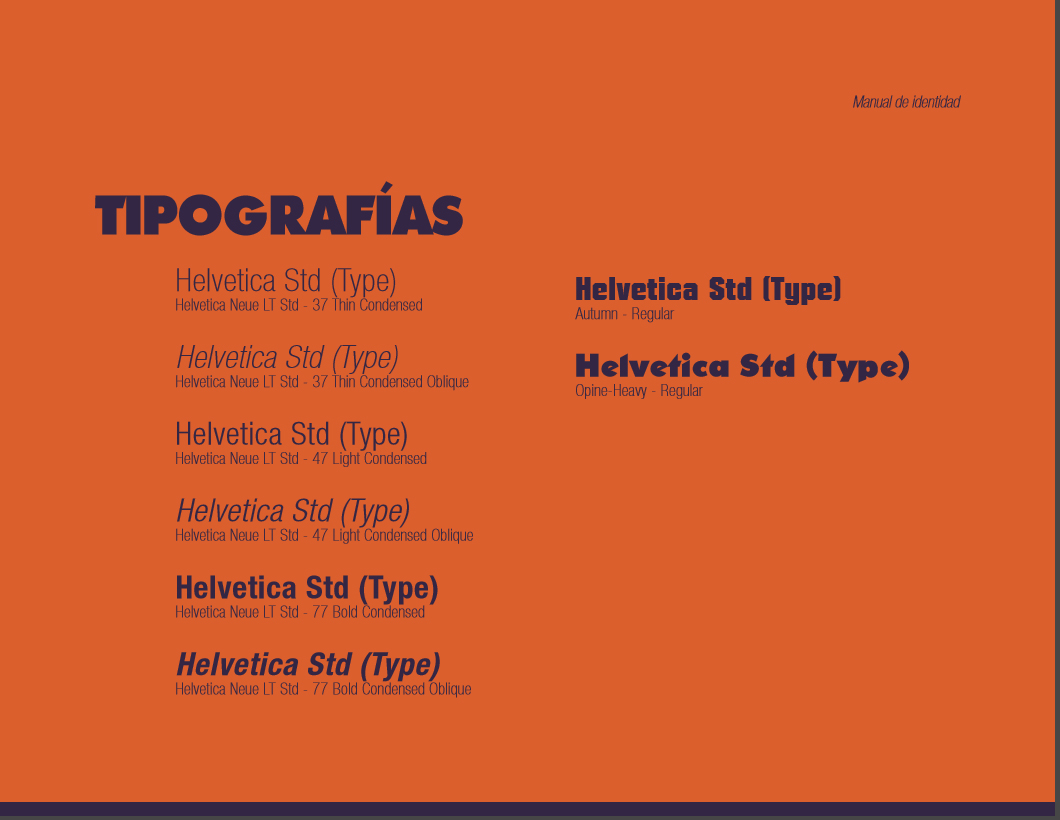 Manual de identidad
TIPOGRAFÍAS
Helvetica Std (Type)
Helvetica Neue LT Std - 37 Thin Condensed
Helvetica Std (Type)
Helvetica Neue LT Std - 37 Thin Condensed Oblique
Helvetica Std (Type)
Helvetica Neue LT Std - 47 Light Condensed
Helvetica Std (Type)
Helvetica Neue LT Std - 47 Light Condensed Oblique
Helvetica Std (Type)
Helvetica Neue LT Std - 77 Bold Condensed
Helvetica Std (Type)
Helvetica Neue LT Std - 77 Bold Condensed Oblique
Helvetica Std (Type)
Autumn - Regular
Helvetica Std (Type)
Opine-Heavy - Regular